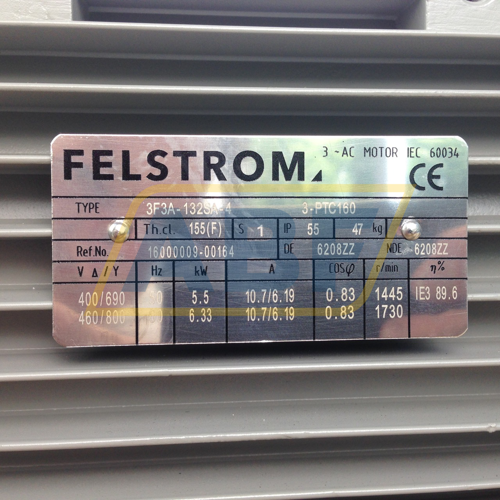 FELSTROM
3 ~AC MOTOR IEC 60034
CE
TYPE 3F3A-132SA-4 3-PTC160
Th.cl. 155(F) S 1 IP 55 47 kg
Ref.No. 16000009-00164 DE 6208ZZ NDE 6208ZZ
V Δ/Y Hz kW A cosφ r/min η%
400/690 5.5 10.7/6.19 0.83 1445 IE3 89.6
460/800 6.33 10.7/6.19 0.83 1730